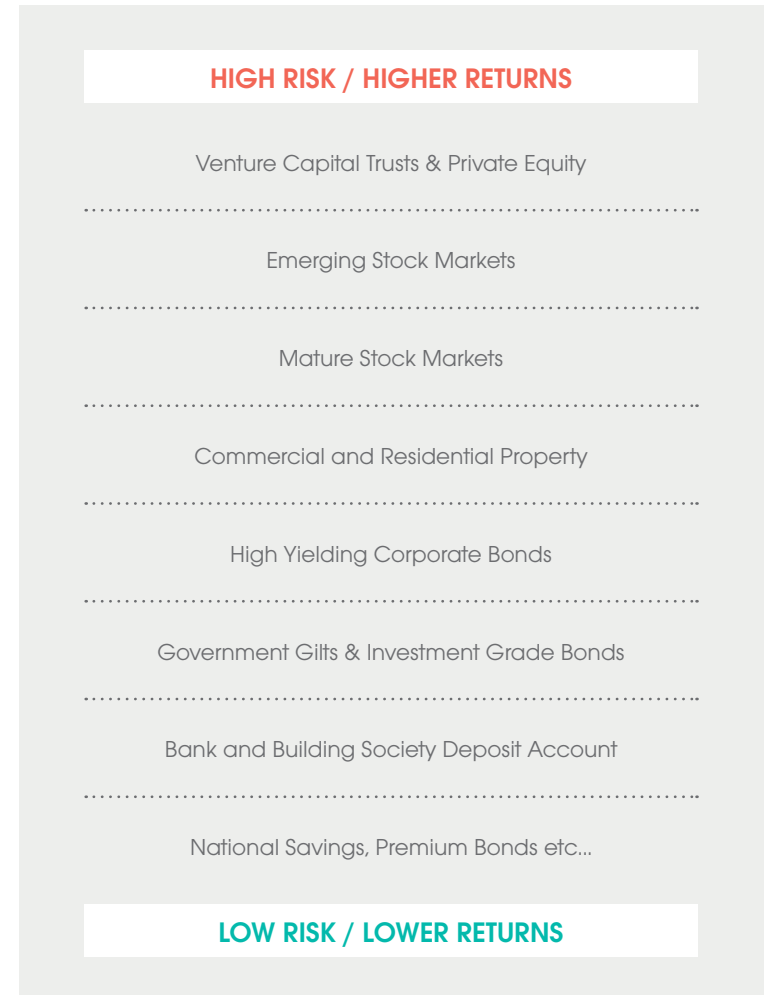 HIGH RISK / HIGHER RETURNS
Venture Capital Trusts & Private Equity
Emerging Stock Markets
Mature Stock Markets
Commercial and Residential Property
High Yielding Corporate Bonds
Government Gilts & Investment Grade Bonds
Bank and Building Society Deposit Account
National Savings, Premium Bonds etc...
LOW RISK / LOWER RETURNS